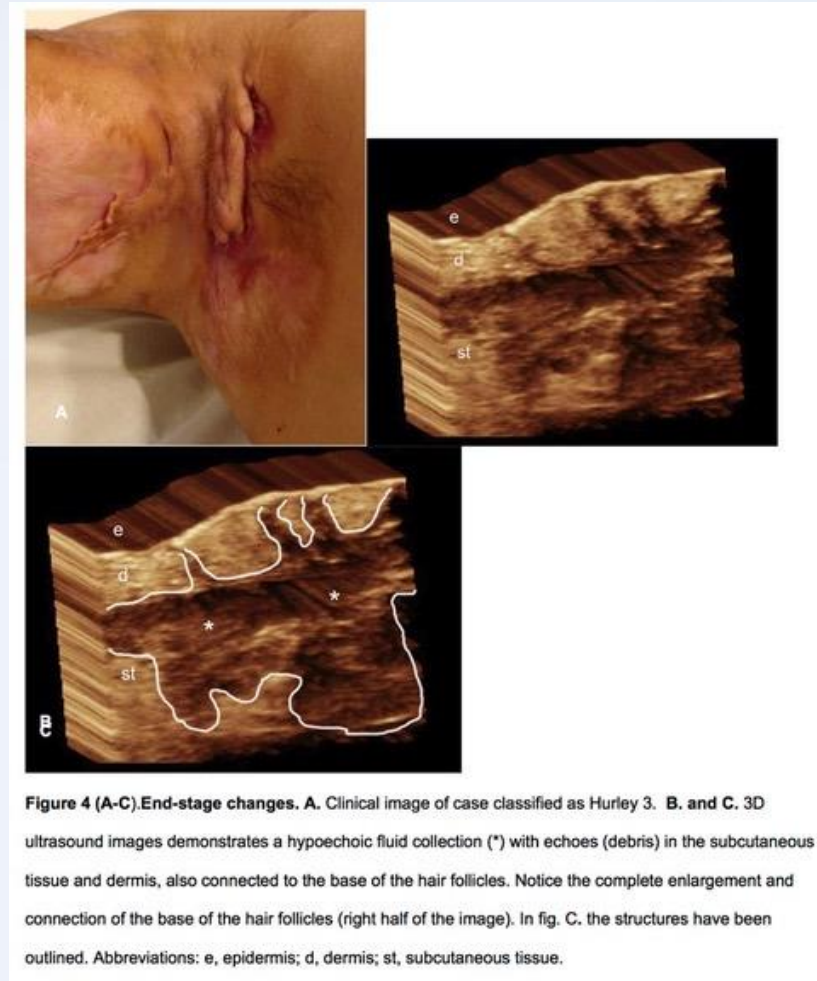 A
e
d
st
e
d
*
*
st
B
C
Figure 4 (A-C).End-stage changes. A. Clinical image of case classified as Hurley 3. B. and C. 3D
ultrasound images demonstrates a hypoechoic fluid collection (*) with echoes (debris) in the subcutaneous
tissue and dermis, also connected to the base of the hair follicles. Notice the complete enlargement and
connection of the base of the hair follicles (right half of the image). In fig. C. the structures have been
outlined. Abbreviations: e, epidermis; d, dermis; st, subcutaneous tissue.